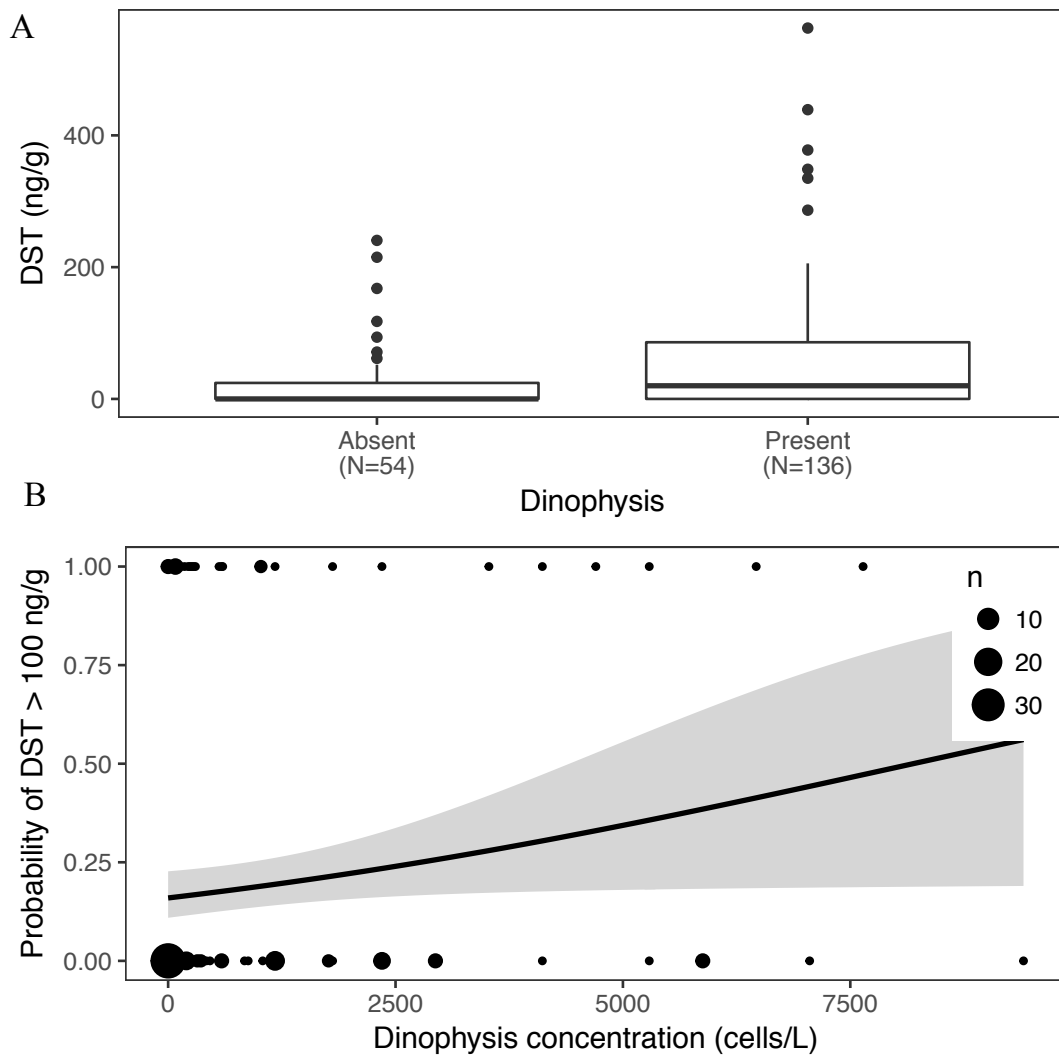 A
DST (ng/g)
400
200
0
Absent
(N=54)
Present
(N=136)
Dinophysis
B
Probability of DST > 100 ng/g
1.00
0.75
0.50
0.25
0.00
n
10
20
30
0
2500
5000
7500
Dinophysis concentration (cells/L)